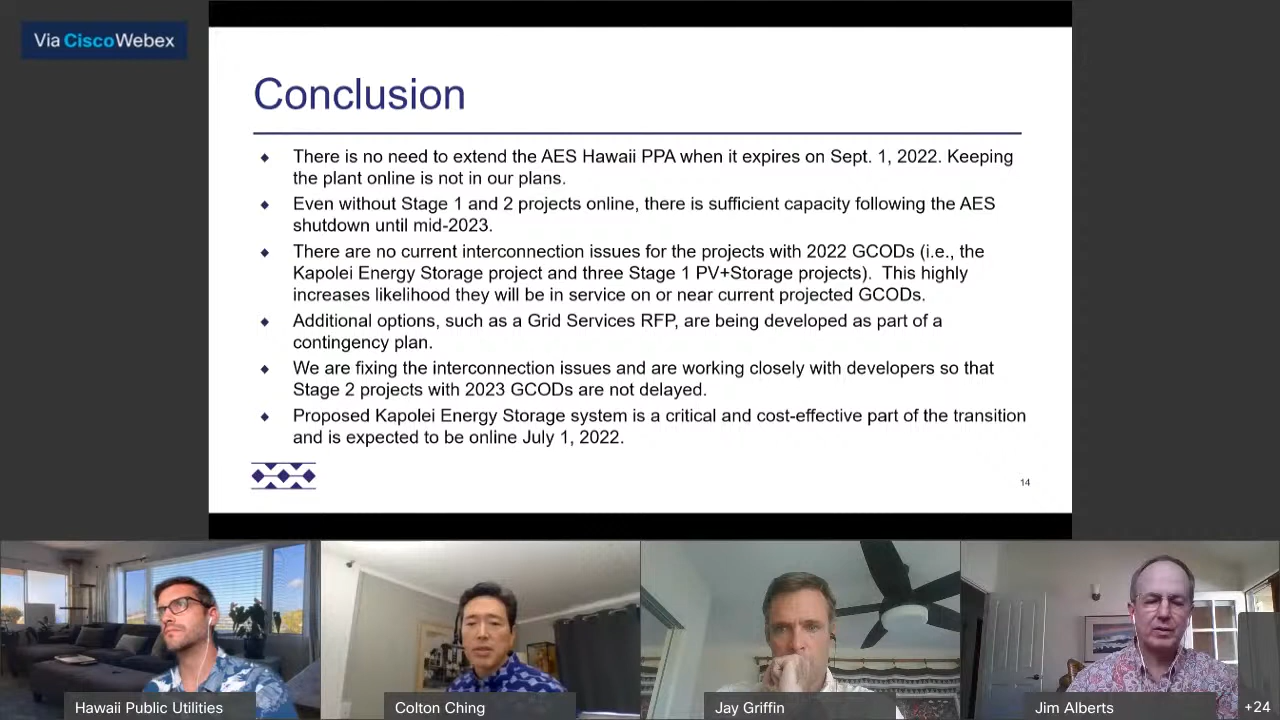 Via Cisco Webex
Conclusion
There is no need to extend the AES Hawaii PPA when it expires on Sept. 1, 2022. Keeping
the plant online is not in our plans.
Even without Stage 1 and 2 projects online, there is sufficient capacity following the AES
shutdown until mid-2023.
There are no current interconnection issues for the projects with 2022 GCODs (i.e., the
Kapolei Energy Storage project and three Stage 1 PV+Storage projects).  This highly
increases likelihood they will be in service on or near current projected GCODs.
Additional options, such as a Grid Services RFP, are being developed as part of a
contingency plan.
We are fixing the interconnection issues and are working closely with developers so that
Stage 2 projects with 2023 GCODs are not delayed.
Proposed Kapolei Energy Storage system is a critical and cost-effective part of the transition
and is expected to be online July 1, 2022.
14
Hawaii Public Utilities
Colton Ching
Jay Griffin
Jim Alberts
+24